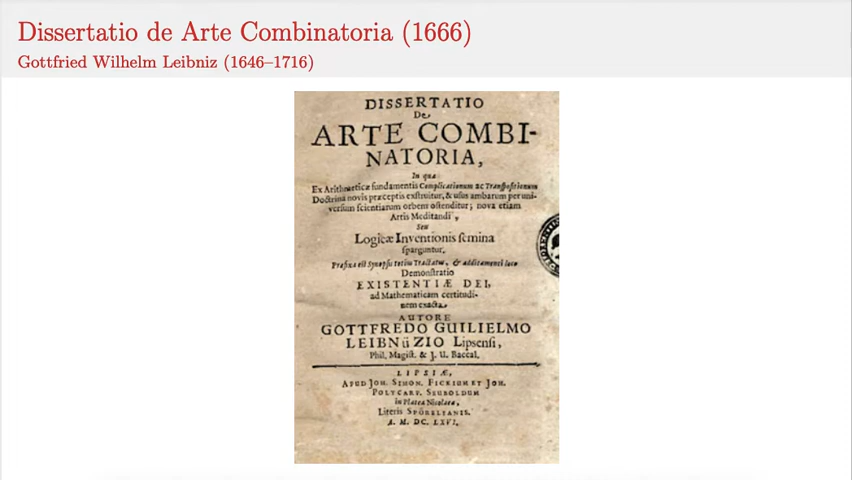 Dissertatio de Arte Combinatoria (1666)
Gottfried Wilhelm Leibniz (1646–1716)
DISSERTATIO
De
ARTE COMBI-
NATORIA,
In qua
Ex Arithmeticæ fundamentis Complicationum ac Transpositionum
Doctrina novis præceptis exstruitur, & usus ambarum per uni-
versum scientiarum orbem ostenditur; nova etiam
Artis Meditandi,
Seu
Logicæ Inventionis semina
sparguntur.
Præfixa est Synopsis totius Tractatus, & additamenti loco
Demonstratio
EXISTENTIÆ DEI,
ad Mathematicam certitudi-
nem exacta.
AUTORE
GOTTFREDO GUILIELMO
LEIBNüZIO Lipsensi,
Phil. Magist. & J. U. Baccal.
LIPSIÆ,
APUD JOH. SIMON. FICKIUM ET JOH.
POLYCARP. SEUBOLDUM
in Platea Nicolaea,
Literis SPÖRELIANIS.
A. M. DC. LXVI.